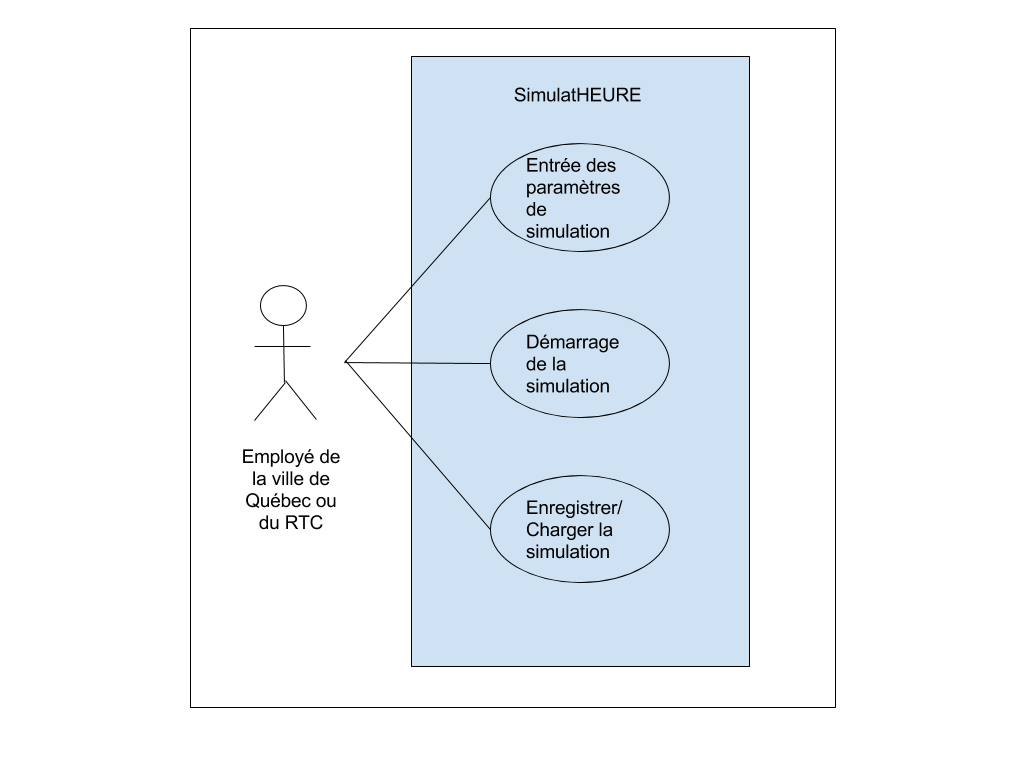 SimulatHEURE
Entrée des
paramètres
de
simulation
Démarrage
de la
simulation
Employé de
la ville de
Québec ou
du RTC
Enregistrer/
Charger la
simulation